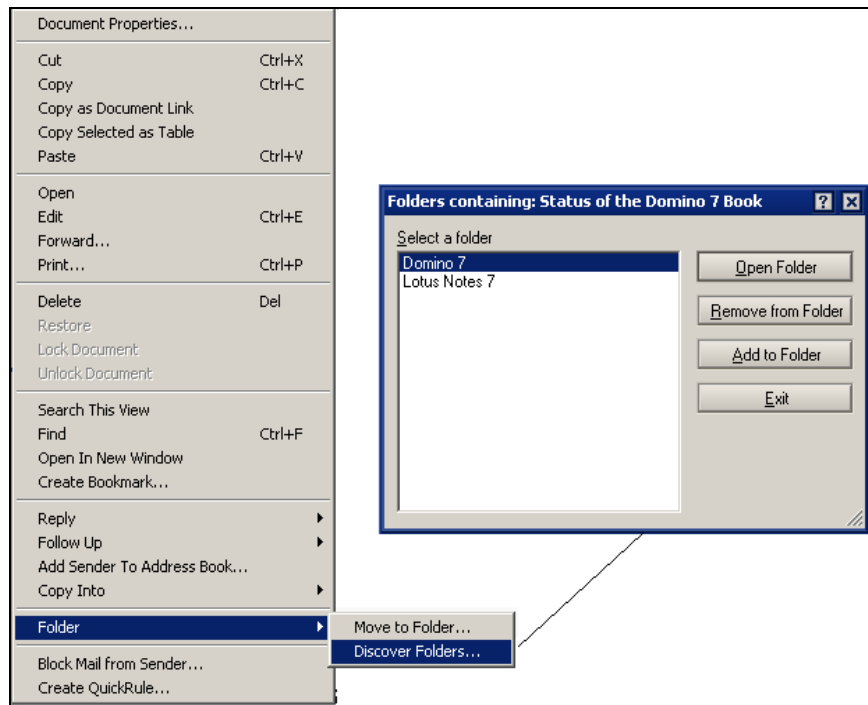 Document Properties...
Cut Ctrl+X
Copy Ctrl+C
Copy as Document Link
Copy Selected as Table
Paste Ctrl+V
Open
Edit Ctrl+E
Forward...
Print... Ctrl+P
Delete Del
Restore
Lock Document
Unlock Document
Search This View
Find Ctrl+F
Open In New Window
Create Bookmark...
Reply
Follow Up
Add Sender To Address Book...
Copy Into
Folder
Block Mail from Sender...
Create QuickRule...
Move to Folder...
Discover Folders...
Folders containing: Status of the Domino 7 Book
Select a folder
Domino 7
Lotus Notes 7
Open Folder
Remove from Folder
Add to Folder
Exit